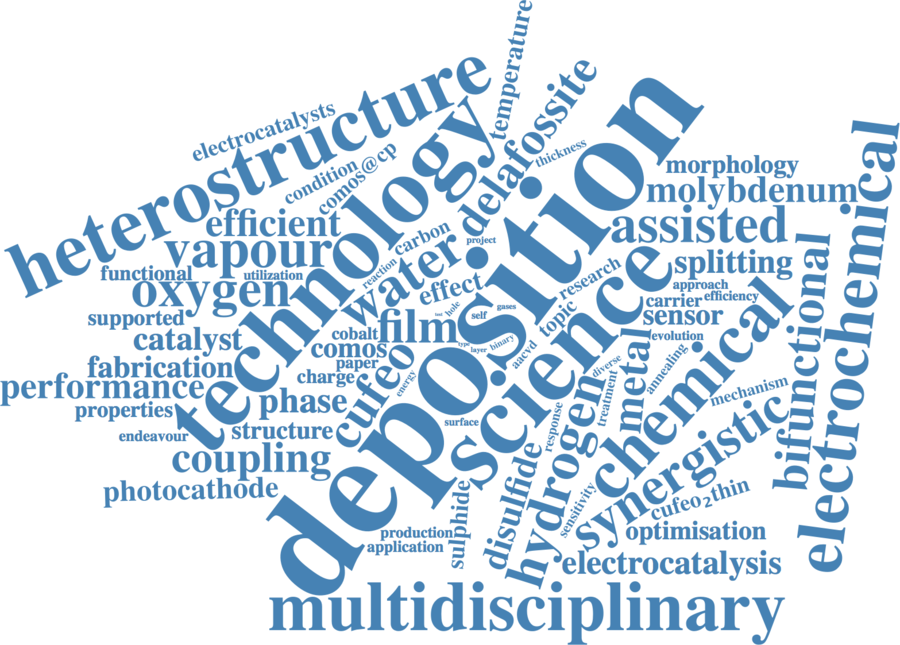 temperature
heterostructure
electrocatalysts
technology
delafossite
deposition
thickness
condition
comos@cp
morphology
molybdenum
electrochemical
efficient
assisted
vapour
carbon
water
project
splitting
functional
utilization
reaction
oxygen
effect
research
science
approach
efficiency
carrier
bifunctional
supported
hole
gases
self
topic
sensor
chemical
catalyst
cobalt
film
evolution
comos
type
layer
binary
aacvd
metal
annealing
fabrication
paper
cufeo
diverse
performance
charge
energy
treatment
mechanism
properties
phase
hydrogen
endeavour
structure
surface
response
synergistic
coupling
disulfide
photocathode
sulphide
sensitivity
cufeo₂thin
production
application
optimisation
electrocatalysis
multidisciplinary